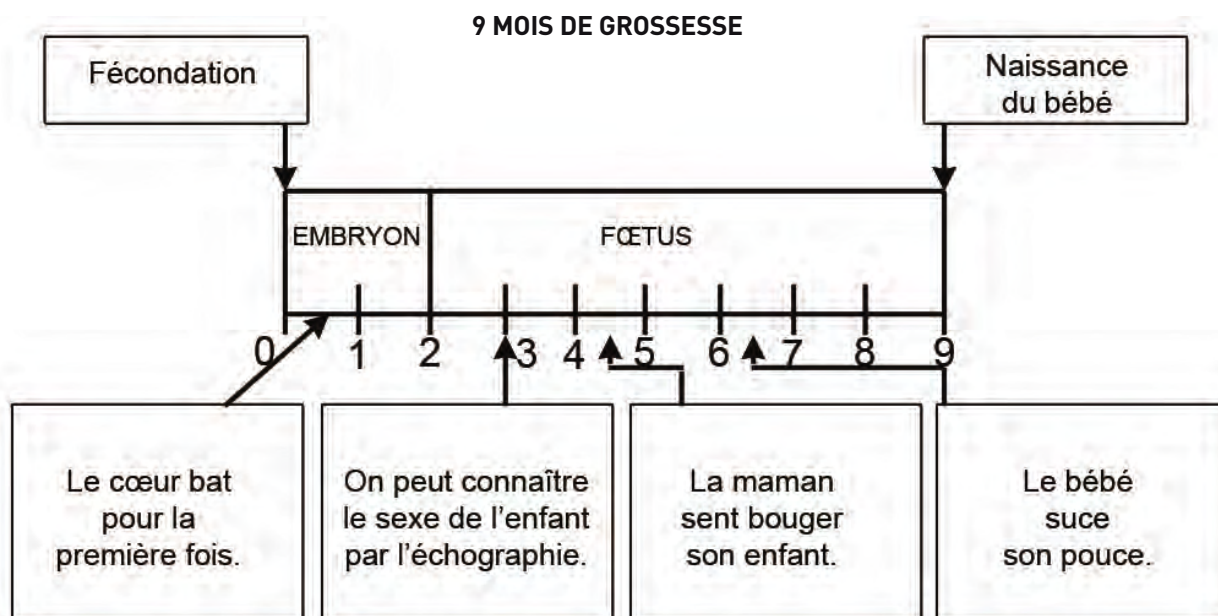 9 MOIS DE GROSSESSE
Fécondation
Naissance
du bébé
EMBRYON
FŒTUS
0 1 2 3 4 5 6 7 8 9
Le cœur bat
pour la
première fois.
On peut connaître
le sexe de l'enfant
par l'échographie.
La maman
sent bouger
son enfant.
Le bébé
suce
son pouce.